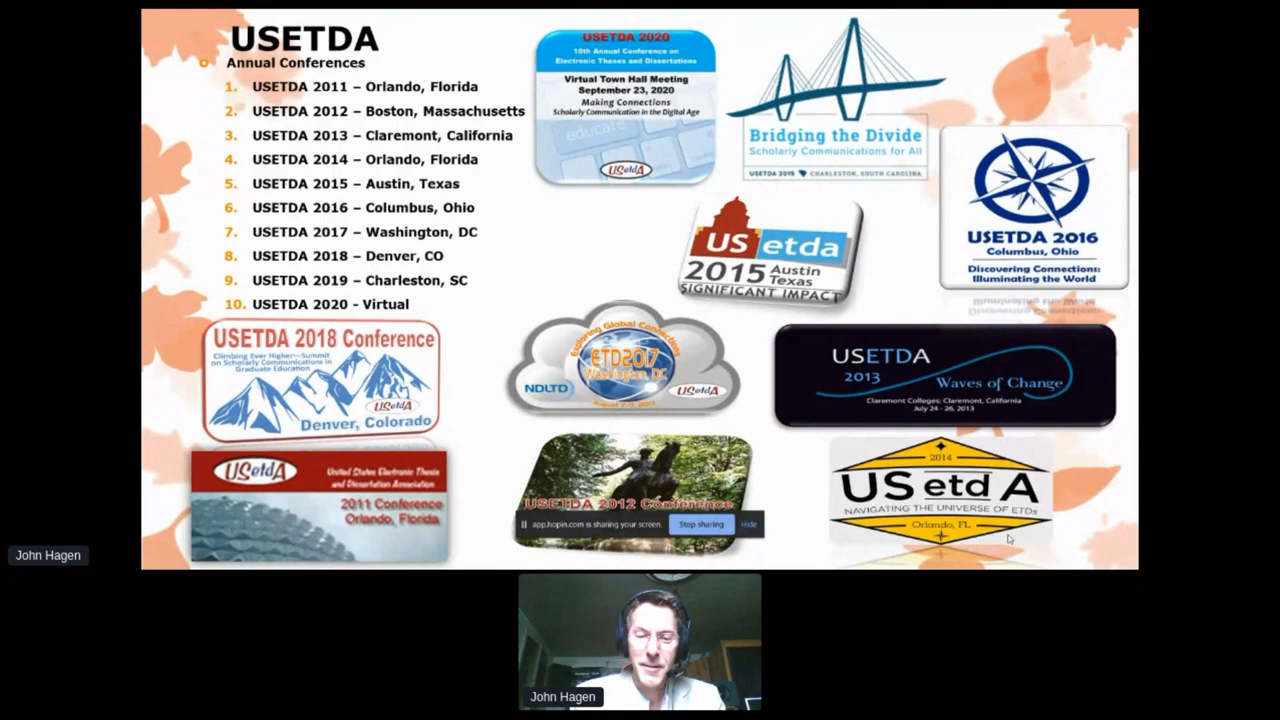 USETDA
Annual Conferences
1. USETDA 2011 – Orlando, Florida
2. USETDA 2012 – Boston, Massachusetts
3. USETDA 2013 – Claremont, California
4. USETDA 2014 – Orlando, Florida
5. USETDA 2015 – Austin, Texas
6. USETDA 2016 – Columbus, Ohio
7. USETDA 2017 – Washington, DC
8. USETDA 2018 – Denver, CO
9. USETDA 2019 – Charleston, SC
10. USETDA 2020 - Virtual
USETDA 2020
10th Annual Conference on
Electronic Theses and Dissertations
Virtual Town Hall Meeting
September 23, 2020
Making Connections
Scholarly Communication in the Digital Age
educate
USetdA
Bridging the Divide
Scholarly Communications for All
USETDA 2019 CHARLESTON, SOUTH CAROLINA
USETDA 2016
Columbus, Ohio
Discovering Connections:
Illuminating the World
US etda
2015 Austin
Texas
SIGNIFICANT IMPACT
USETDA 2018 Conference
Climbing Ever Higher—Summit
on Scholarly Communications in
Graduate Education
USetdA
Denver, Colorado
Exploring Global Connections
ETD2017
Washington, DC
NDLTD
USetdA
USETDA
2013
Waves of Change
Claremont Colleges; Claremont, California
July 24 - 26, 2013
USetdA
United States Electronic Thesis
and Dissertation Association
2011 Conference
Orlando, Florida
USETDA 2012 Conference
app.hopin.com is sharing your screen.
Stop sharing
Hide
2014
US etd A
NAVIGATING THE UNIVERSE OF ETDs
Orlando, FL
John Hagen
John Hagen